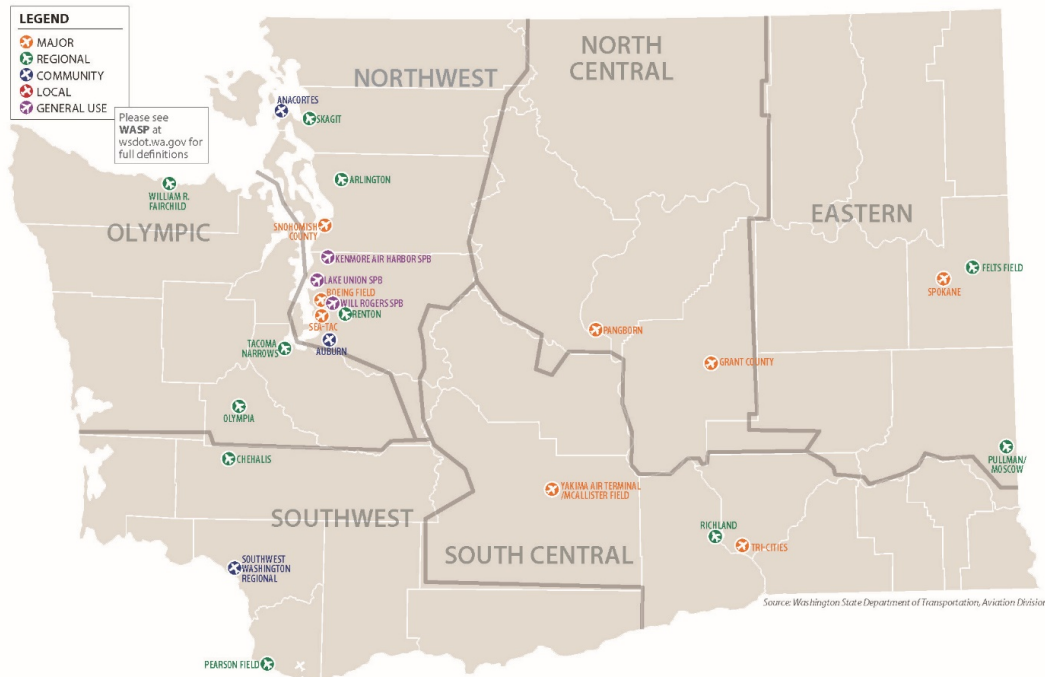 LEGEND
MAJOR
REGIONAL
COMMUNITY
LOCAL
GENERAL USE
Please see
WASP at
wsdot.wa.gov for
full definitions
NORTHWEST
NORTH
CENTRAL
ANACORTES
SKAGIT
ARLINGTON
WILLIAM R.
FAIRCHILD
OLYMPIC
SNOHOMISH
COUNTY
EASTERN
KENMORE AIR HARBOR SPB
LAKE UNION SPB
BOEING FIELD
WILL ROGERS SPB
RENTON
SEA-TAC
AUBURN
TACOMA
NARROWS
FELTS FIELD
SPOKANE
PANGBORN
GRANT COUNTY
OLYMPIA
CHEHALIS
PULLMAN/
MOSCOW
YAKIMA AIR TERMINAL
/MCALLISTER FIELD
SOUTHWEST
SOUTH CENTRAL
RICHLAND
TRI-CITIES
SOUTHWEST
WASHINGTON
REGIONAL
Source: Washington State Department of Transportation, Aviation Division
PEARSON FIELD